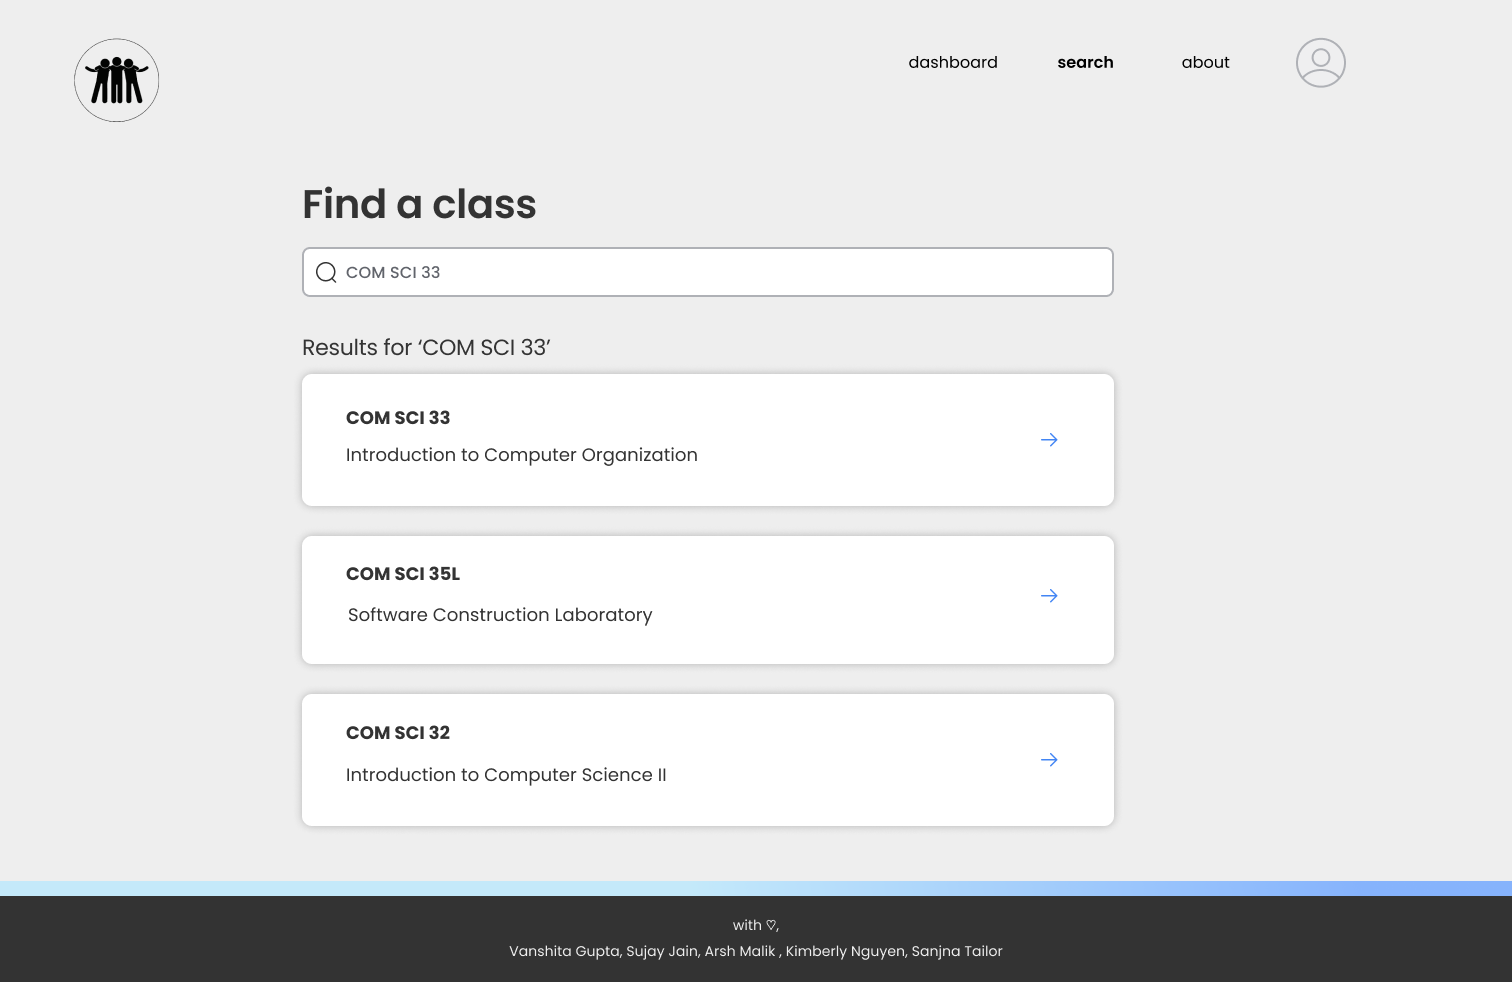 dashboard search about
Find a class
COM SCI 33
Results for ‘COM SCI 33’
COM SCI 33
Introduction to Computer Organization
COM SCI 35L
Software Construction Laboratory
COM SCI 32
Introduction to Computer Science II
with ♡,
Vanshita Gupta, Sujay Jain, Arsh Malik , Kimberly Nguyen, Sanjna Tailor